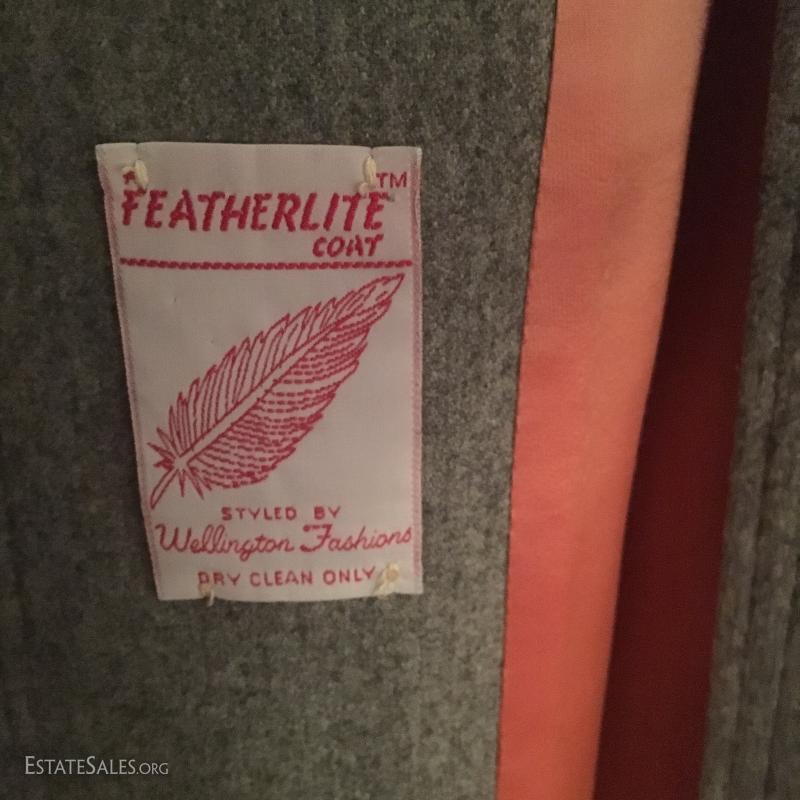 A
FEATHERLITE™
COAT
STYLED BY
Wellington Fashions
DRY CLEAN ONLY
ESTATESALES.ORG